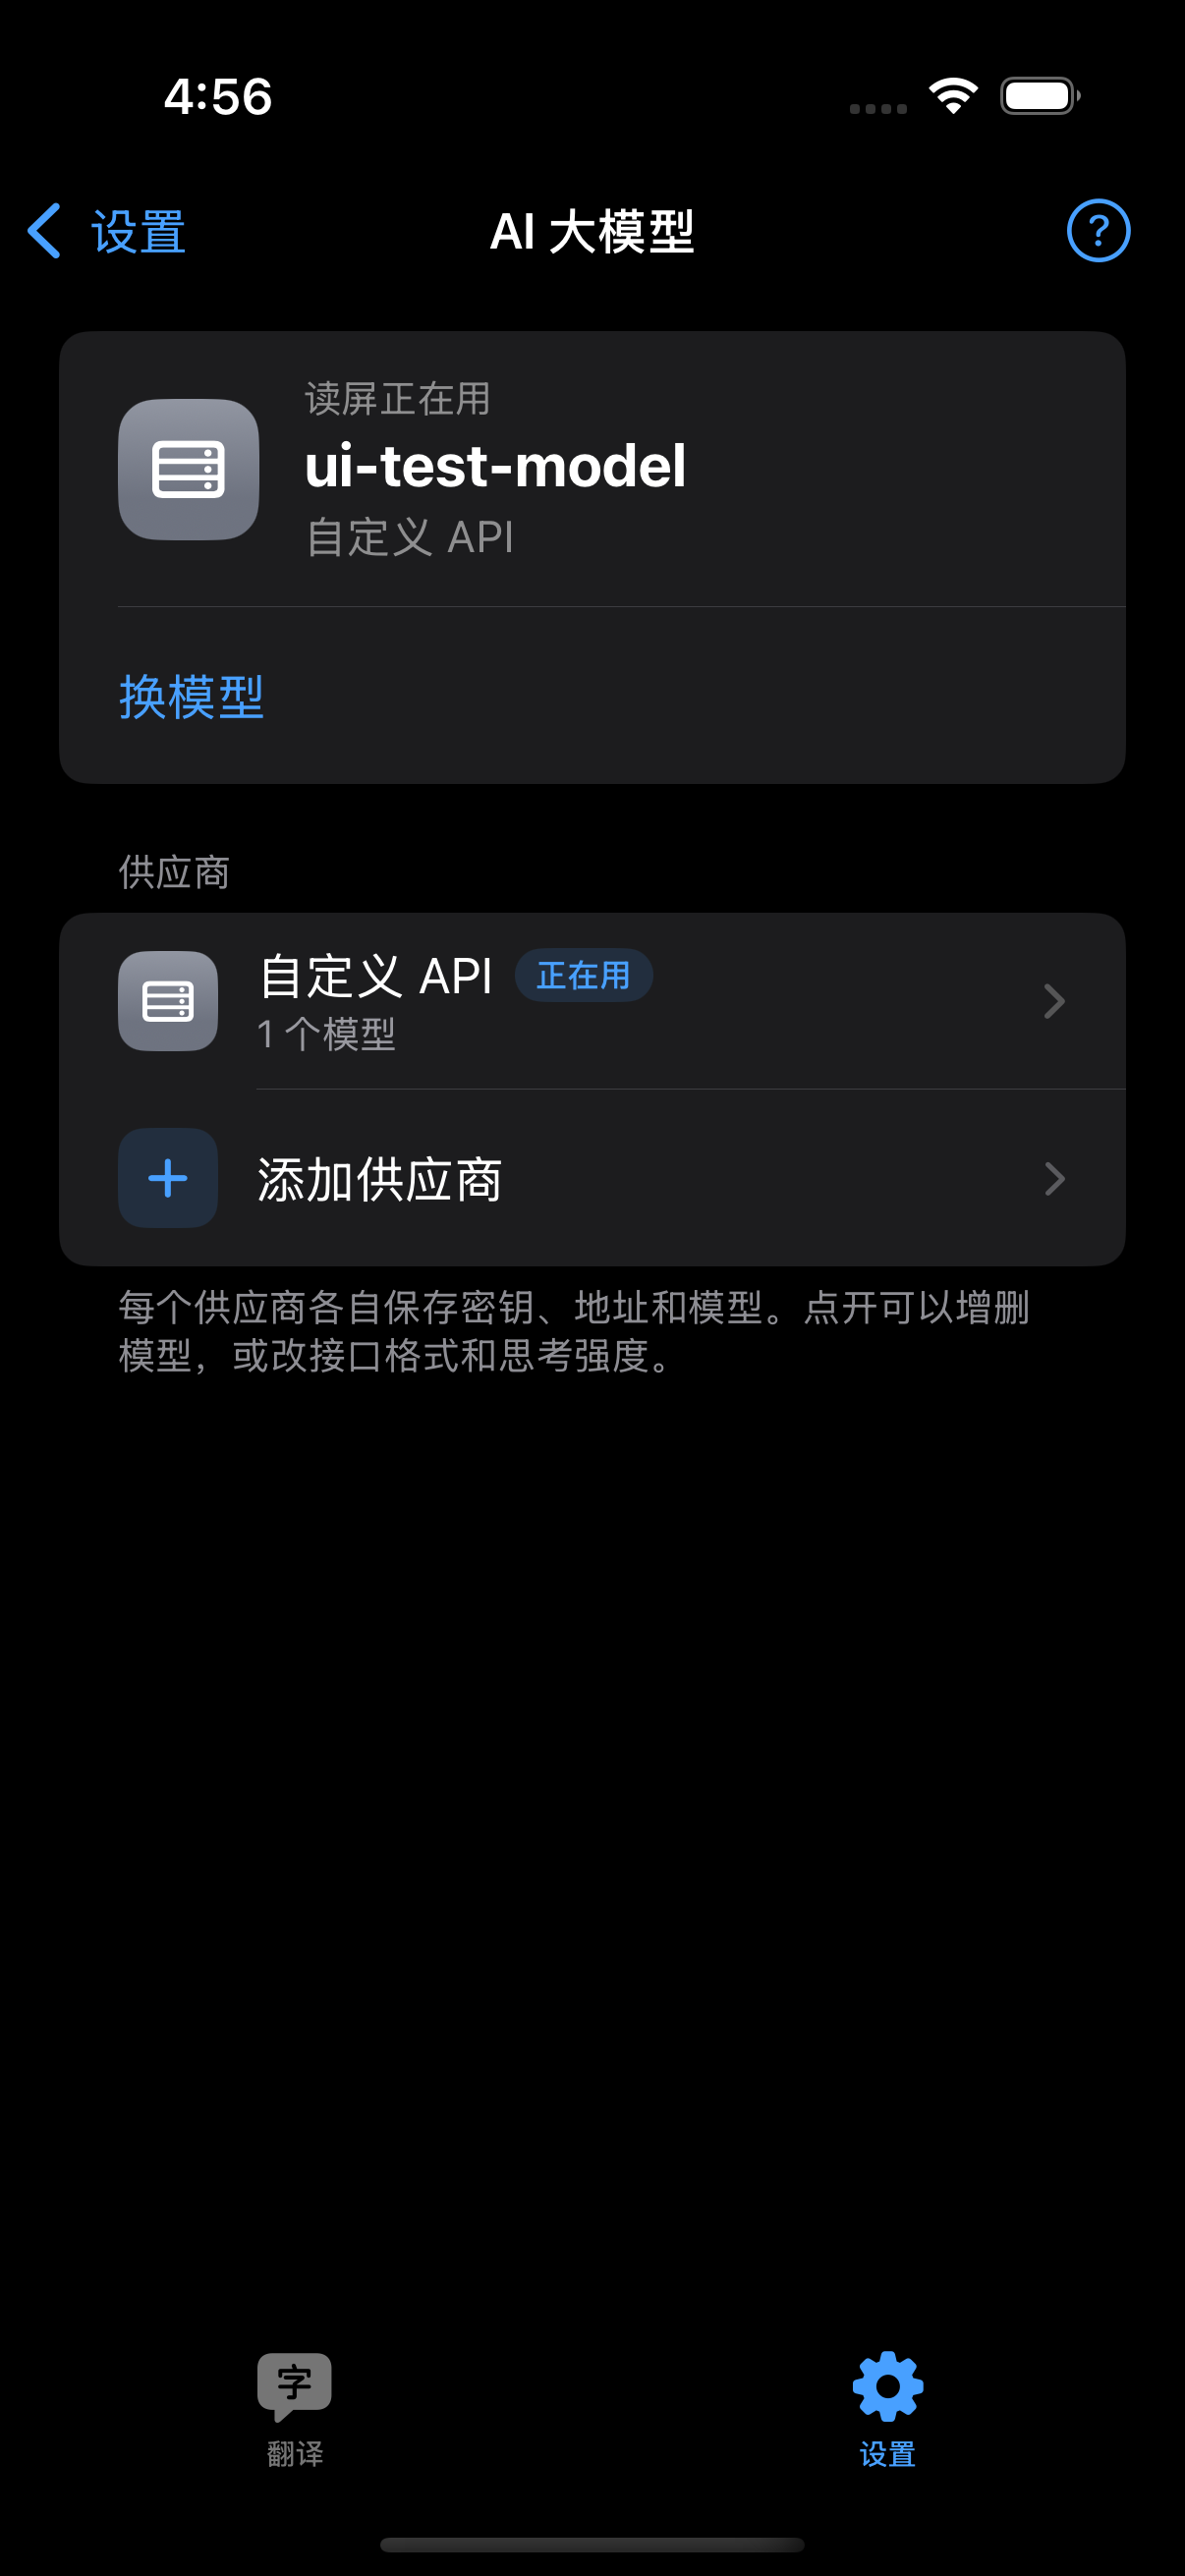 4:56
设置
AI 大模型
?
读屏正在用
ui-test-model
自定义 API
换模型
供应商
自定义 API 正在用
1 个模型
添加供应商
每个供应商各自保存密钥、地址和模型。点开可以增删
模型，或改接口格式和思考强度。
字
翻译
设置